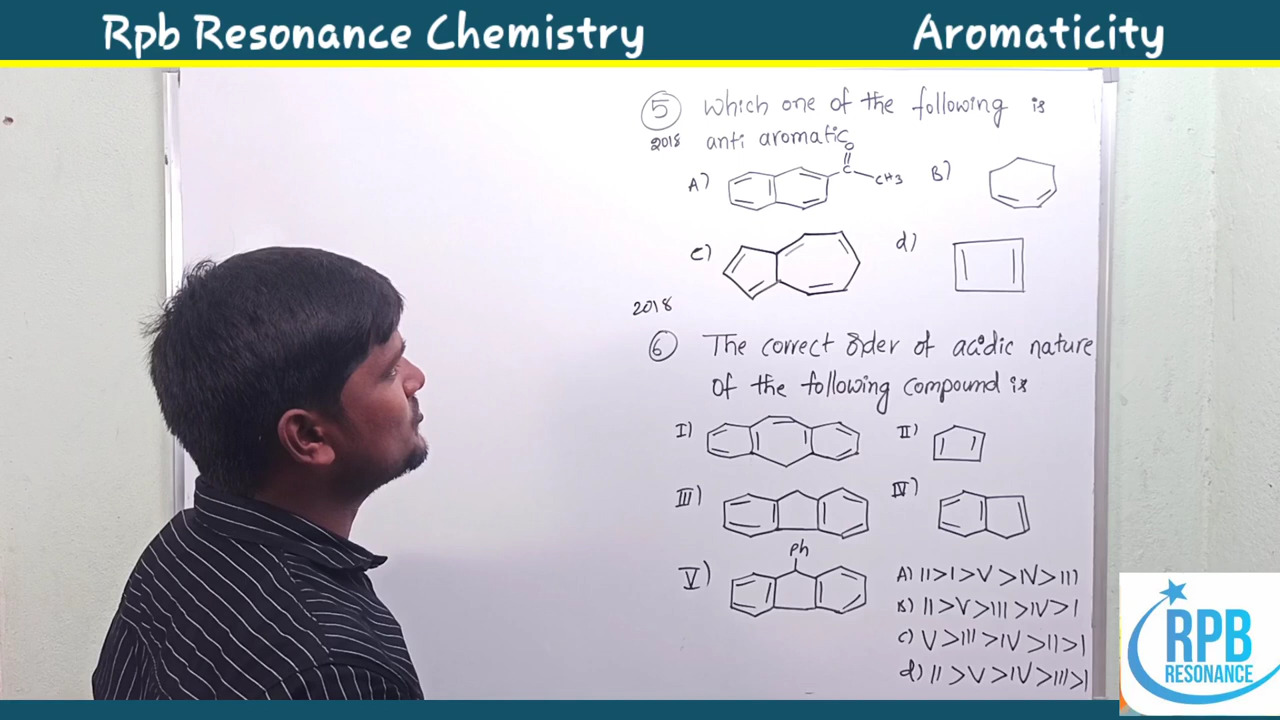 Rpb Resonance Chemistry
Aromaticity
5 Which one of the following is
2018 anti aromatic
A) O C CH3 B)
C) d)
2018
6 The correct order of acidic nature
of the following compound is
I) II)
III) IV)
V) Ph
A) II>I>V>IV>III
B) II>V>III>IV>I
C) V>III>IV>II>I
d) II>V>IV>III>I
RPB
RESONANCE